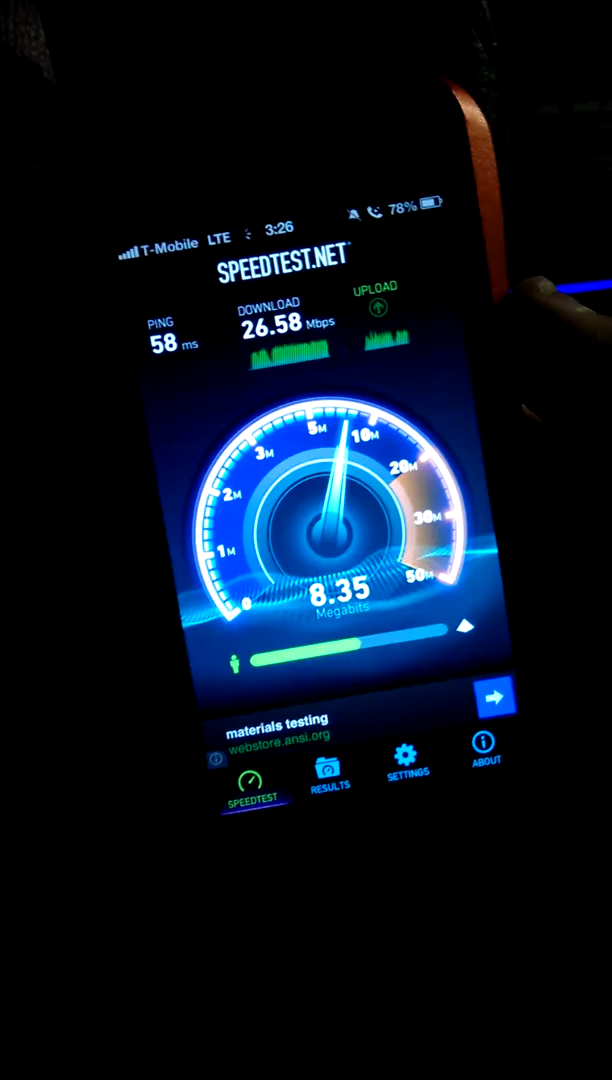 T-Mobile LTE 3:26 78%
SPEEDTEST.NET
PING
58 ms
DOWNLOAD
26.58 Mbps
UPLOAD
0
1M
2M
3M
5M
10M
20M
30M
50M
8.35
Megabits
materials testing
webstore.ansi.org
SPEEDTEST
RESULTS
SETTINGS
ABOUT